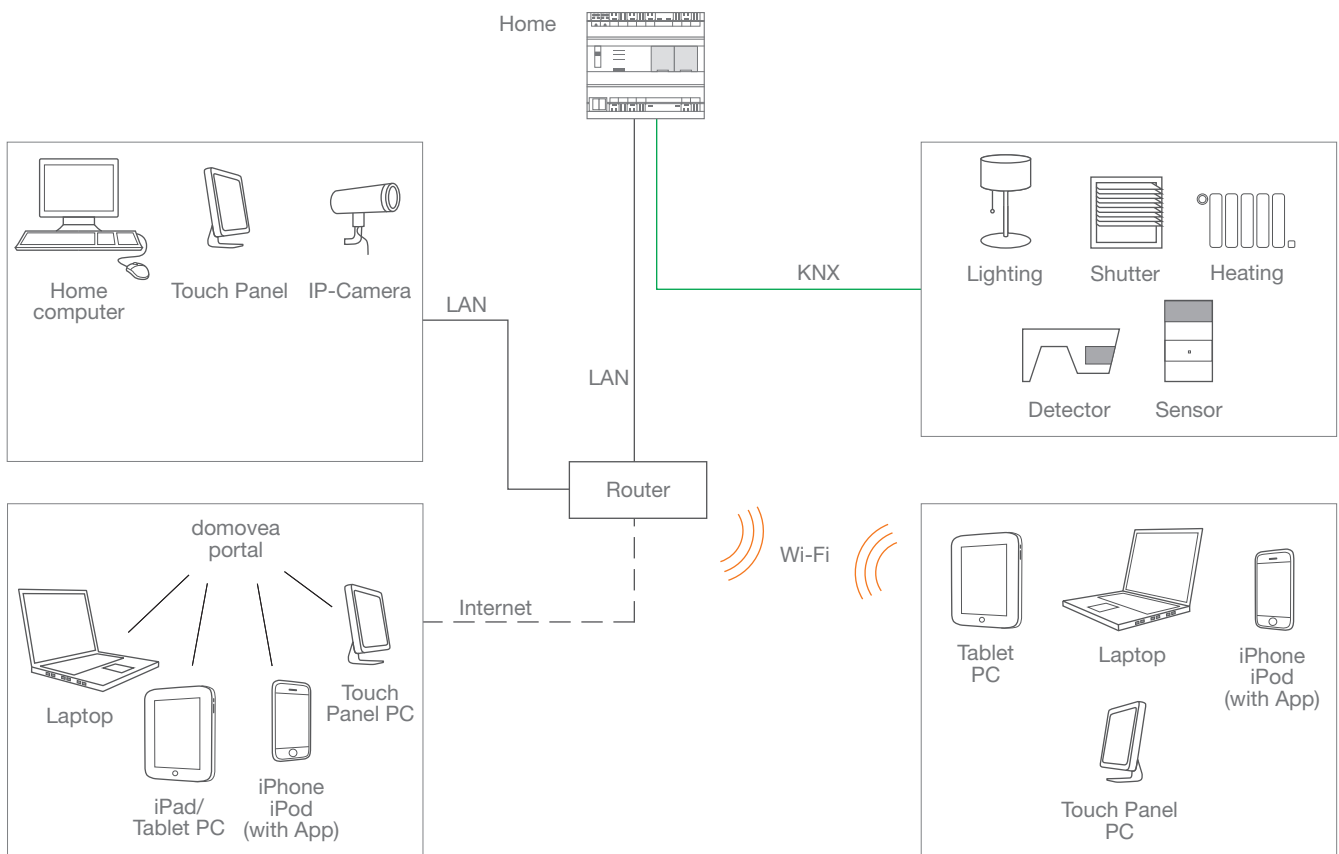 Home
Home
computer
Touch Panel
IP-Camera
LAN
LAN
KNX
Lighting
Shutter
Heating
Detector
Sensor
Router
domovea
portal
Internet
Wi-Fi
Laptop
iPad/
Tablet PC
iPhone
iPod
(with App)
Touch
Panel PC
Tablet
PC
Laptop
iPhone
iPod
(with App)
Touch Panel
PC